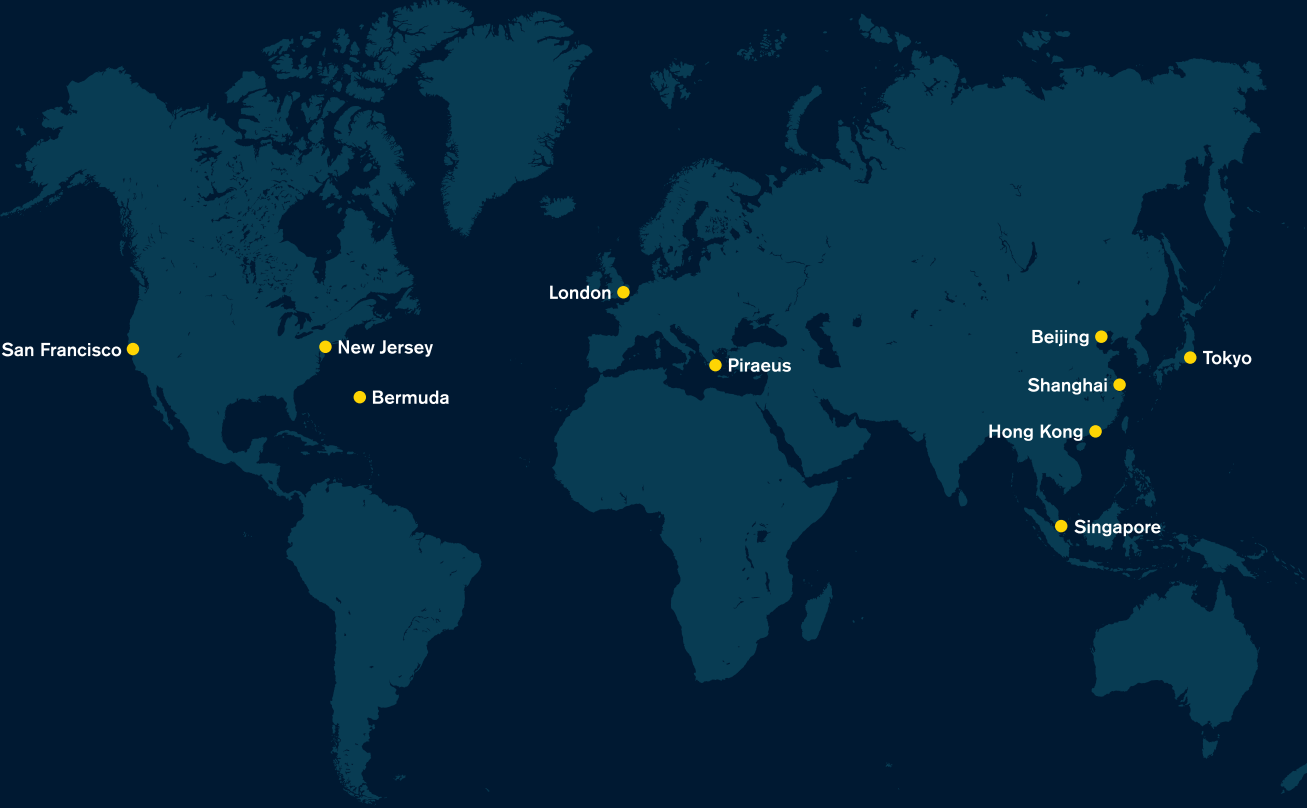 London
San Francisco
New Jersey
Bermuda
Piraeus
Beijing
Tokyo
Shanghai
Hong Kong
Singapore